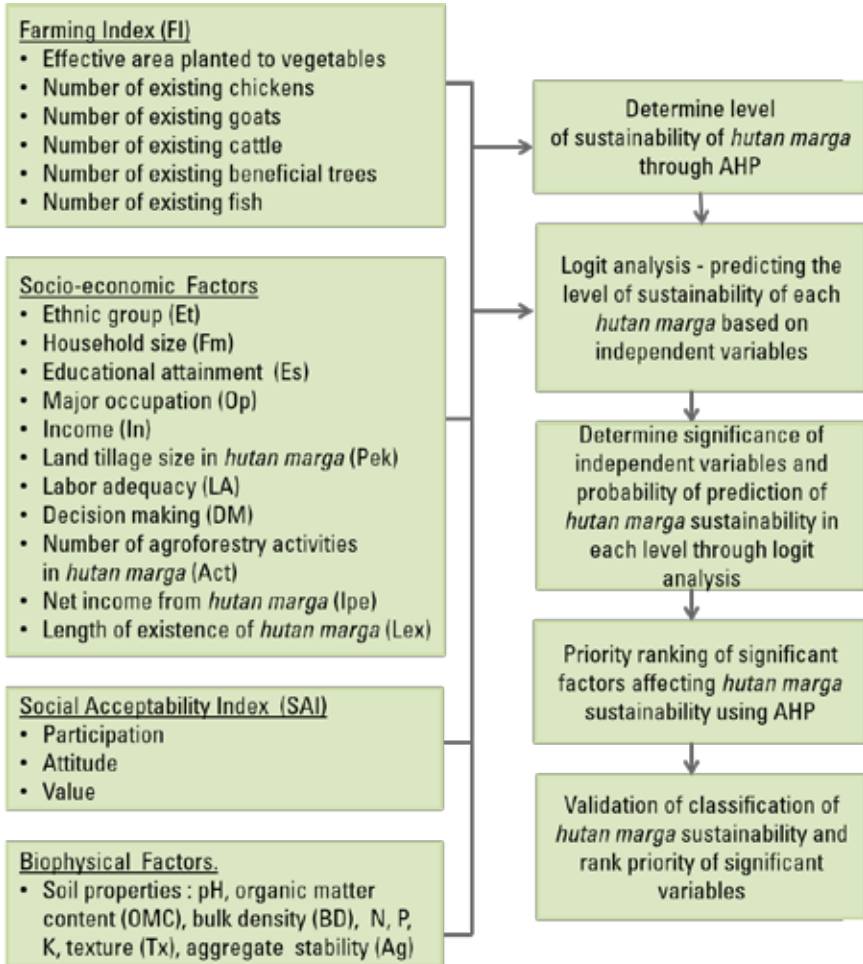 Farming Index (FI)
• Effective area planted to vegetables
• Number of existing chickens
• Number of existing goats
• Number of existing cattle
• Number of existing beneficial trees
• Number of existing fish
Socio-economic Factors
• Ethnic group (Et)
• Household size (Fm)
• Educational attainment (Es)
• Major occupation (Op)
• Income (In)
• Land tillage size in hutan marga (Pek)
• Labor adequacy (LA)
• Decision making (DM)
• Number of agroforestry activities
in hutan marga (Act)
• Net income from hutan marga (Ipe)
• Length of existence of hutan marga (Lex)
Social Acceptability Index (SAI)
• Participation
• Attitude
• Value
Biophysical Factors.
• Soil properties : pH, organic matter
content (OMC), bulk density (BD), N, P,
K, texture (Tx), aggregate stability (Ag)
Determine level
of sustainability of hutan marga
through AHP
Logit analysis - predicting the
level of sustainability of each
hutan marga based on
independent variables
Determine significance of
independent variables and
probability of prediction of
hutan marga sustainability in
each level through logit
analysis
Priority ranking of significant
factors affecting hutan marga
sustainability using AHP
Validation of classification of
hutan marga sustainability and
rank priority of significant
variables